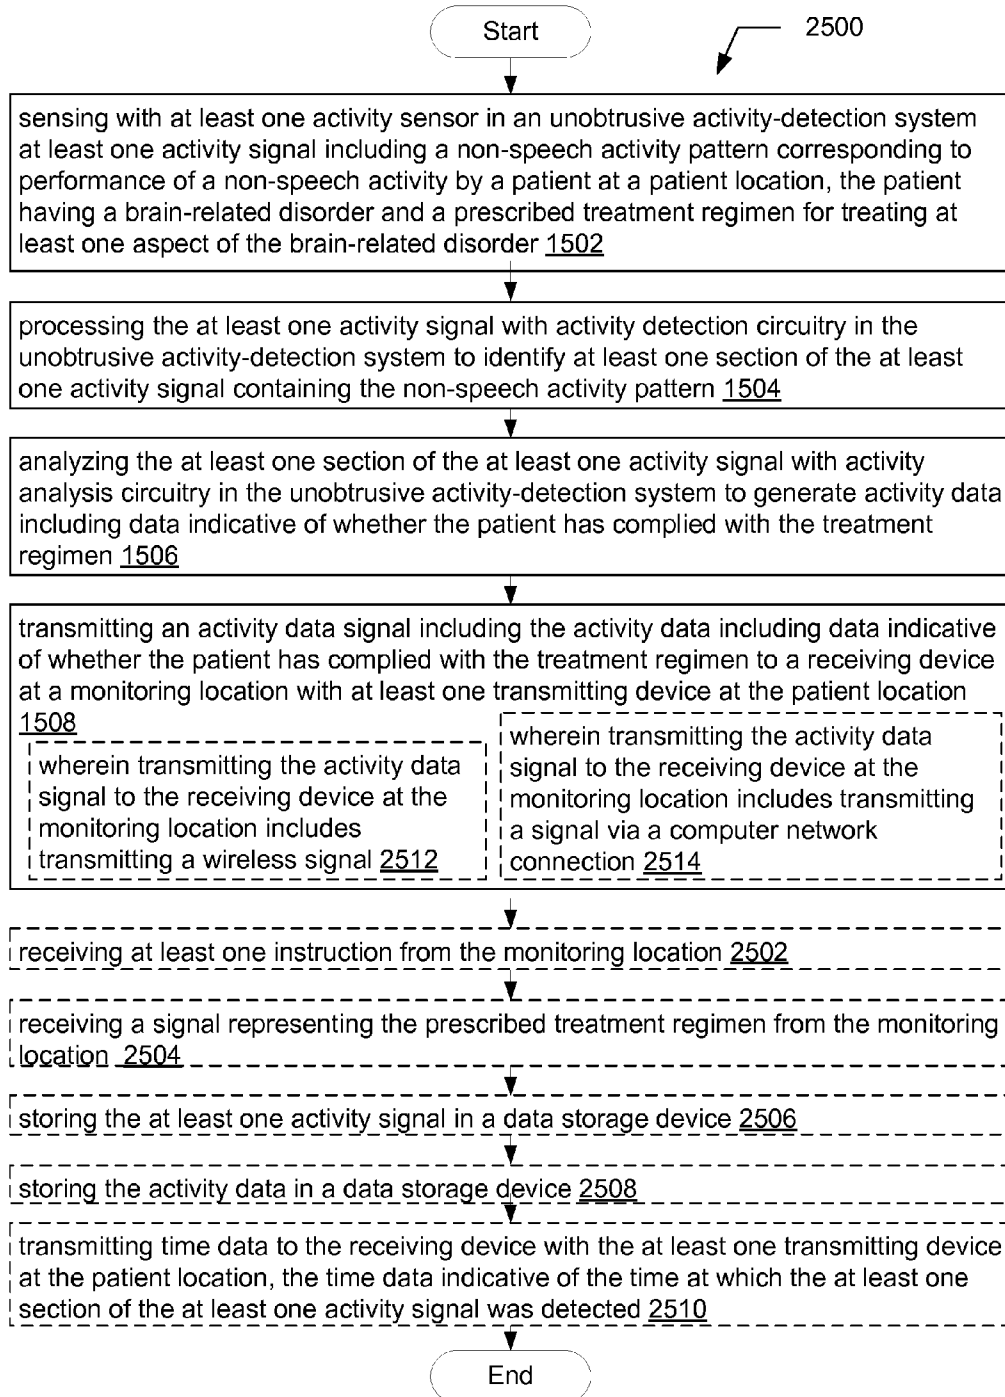 Start
2500
sensing with at least one activity sensor in an unobtrusive activity-detection system
at least one activity signal including a non-speech activity pattern corresponding to
performance of a non-speech activity by a patient at a patient location, the patient
having a brain-related disorder and a prescribed treatment regimen for treating at
least one aspect of the brain-related disorder 1502
processing the at least one activity signal with activity detection circuitry in the
unobtrusive activity-detection system to identify at least one section of the at least
one activity signal containing the non-speech activity pattern 1504
analyzing the at least one section of the at least one activity signal with activity
analysis circuitry in the unobtrusive activity-detection system to generate activity data
including data indicative of whether the patient has complied with the treatment
regimen 1506
transmitting an activity data signal including the activity data including data indicative
of whether the patient has complied with the treatment regimen to a receiving device
at a monitoring location with at least one transmitting device at the patient location
1508
wherein transmitting the activity data
signal to the receiving device at the
monitoring location includes
transmitting a wireless signal 2512
wherein transmitting the activity data
signal to the receiving device at the
monitoring location includes transmitting
a signal via a computer network
connection 2514
receiving at least one instruction from the monitoring location 2502
receiving a signal representing the prescribed treatment regimen from the monitoring
location 2504
storing the at least one activity signal in a data storage device 2506
storing the activity data in a data storage device 2508
transmitting time data to the receiving device with the at least one transmitting device
at the patient location, the time data indicative of the time at which the at least one
section of the at least one activity signal was detected 2510
End